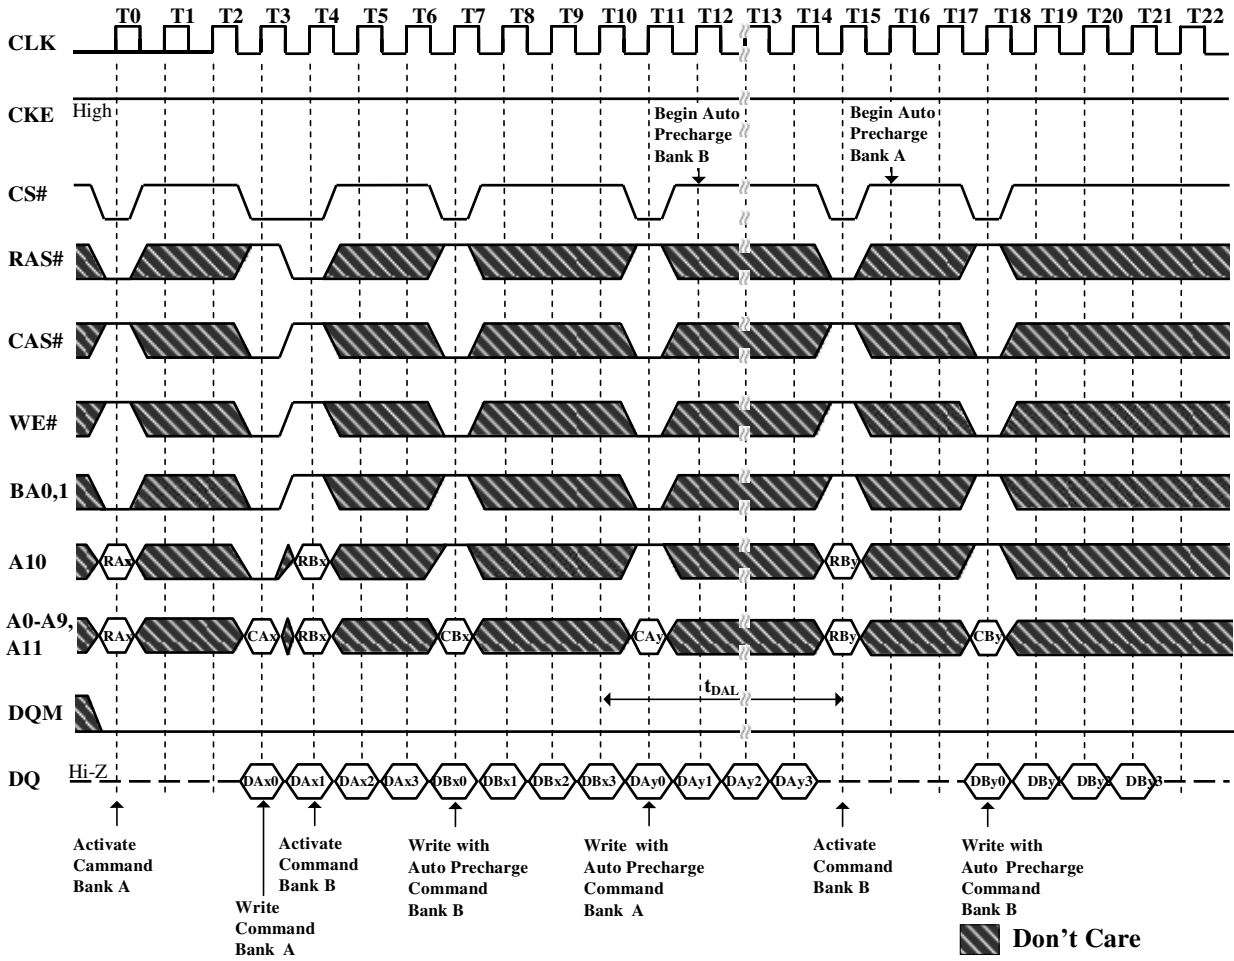 T0 T1 T2 T3 T4 T5 T6 T7 T8 T9 T10 T11 T12 T13 T14 T15 T16 T17 T18 T19 T20 T21 T22
CLK
CKE
High
Begin Auto
Precharge
Bank B
Begin Auto
Precharge
Bank A
CS#
RAS#
CAS#
WE#
BA0,1
A10
RAx RBx RBy
A0-A9,
A11
RAx CAx RBx CBx CAy RBy CBy
tDAL
DQM
DQ
Hi-Z
DAx0 DAx1 DAx2 DAx3 DBx0 DBx1 DBx2 DBx3 DAy0 DAy1 DAy2 DAy3 DBy0 DBy1 DBy2 DBy3
Activate
Cammand
Bank A
Write
Command
Bank A
Activate
Command
Bank B
Write with
Auto Precharge
Command
Bank B
Write with
Auto Precharge
Command
Bank A
Activate
Command
Bank B
Write with
Auto Precharge
Command
Bank B
Don't Care